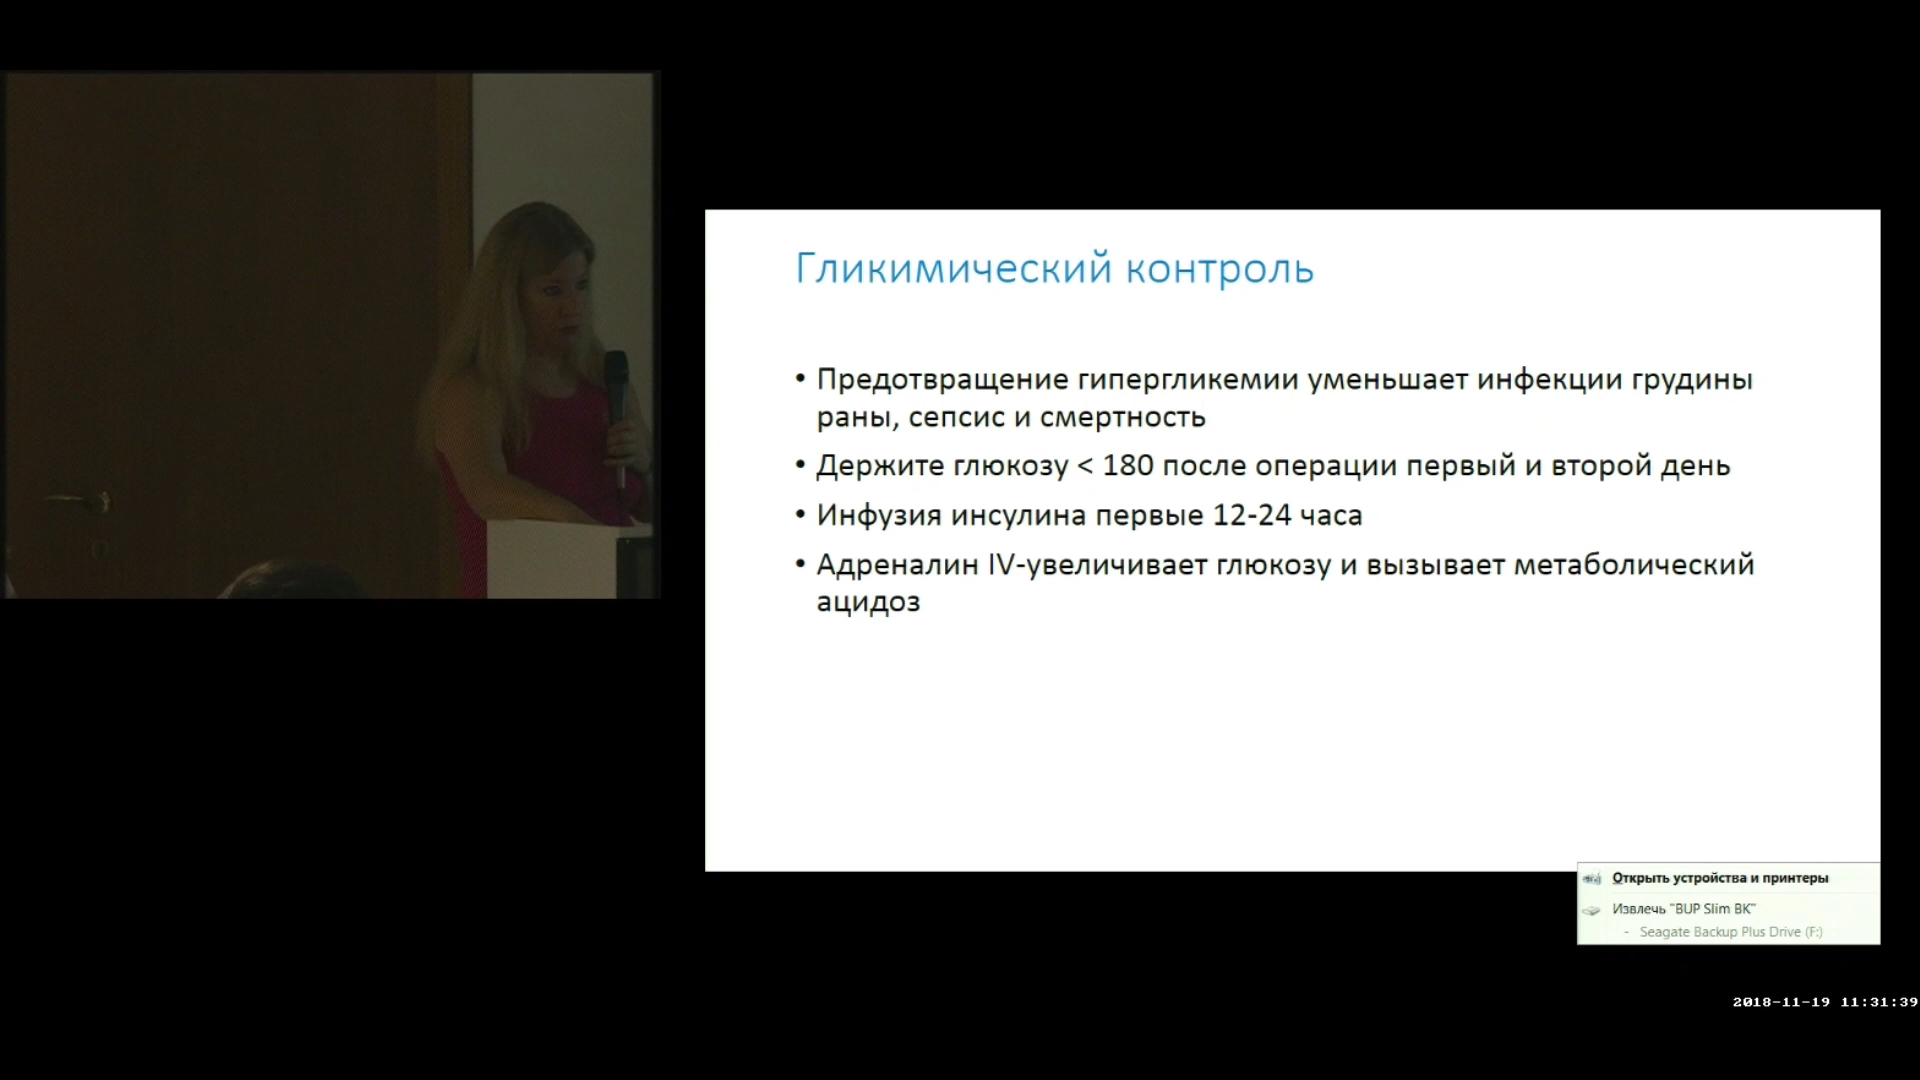 Гликимический контроль
• Предотвращение гипергликемии уменьшает инфекции грудины
раны, сепсис и смертность
• Держите глюкозу < 180 после операции первый и второй день
• Инфузия инсулина первые 12-24 часа
• Адреналин IV-увеличивает глюкозу и вызывает метаболический
ацидоз
Открыть устройства и принтеры
Извлечь "BUP Slim BK"
- Seagate Backup Plus Drive (F:)
2018-11-19 11:31:39